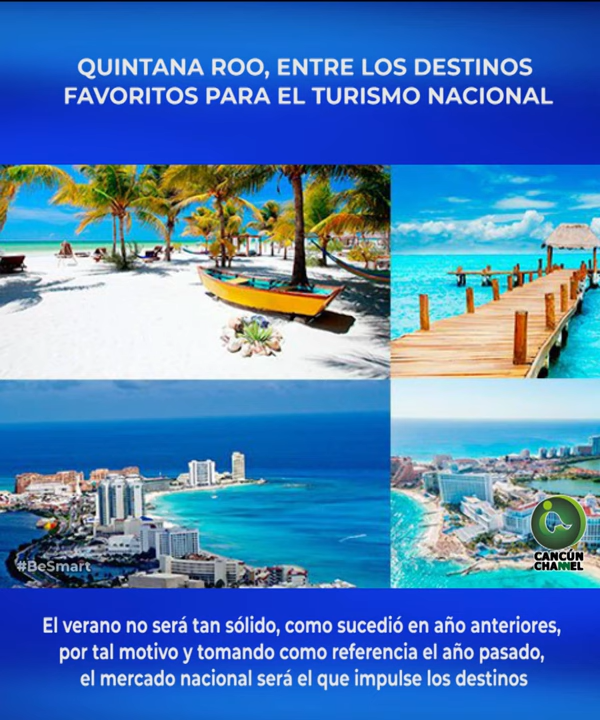 QUINTANA ROO, ENTRE LOS DESTINOS
FAVORITOS PARA EL TURISMO NACIONAL
#BeSmart
CANCÚN
CHANNEL
El verano no será tan sólido, como sucedió en año anteriores,
por tal motivo y tomando como referencia el año pasado,
el mercado nacional será el que impulse los destinos